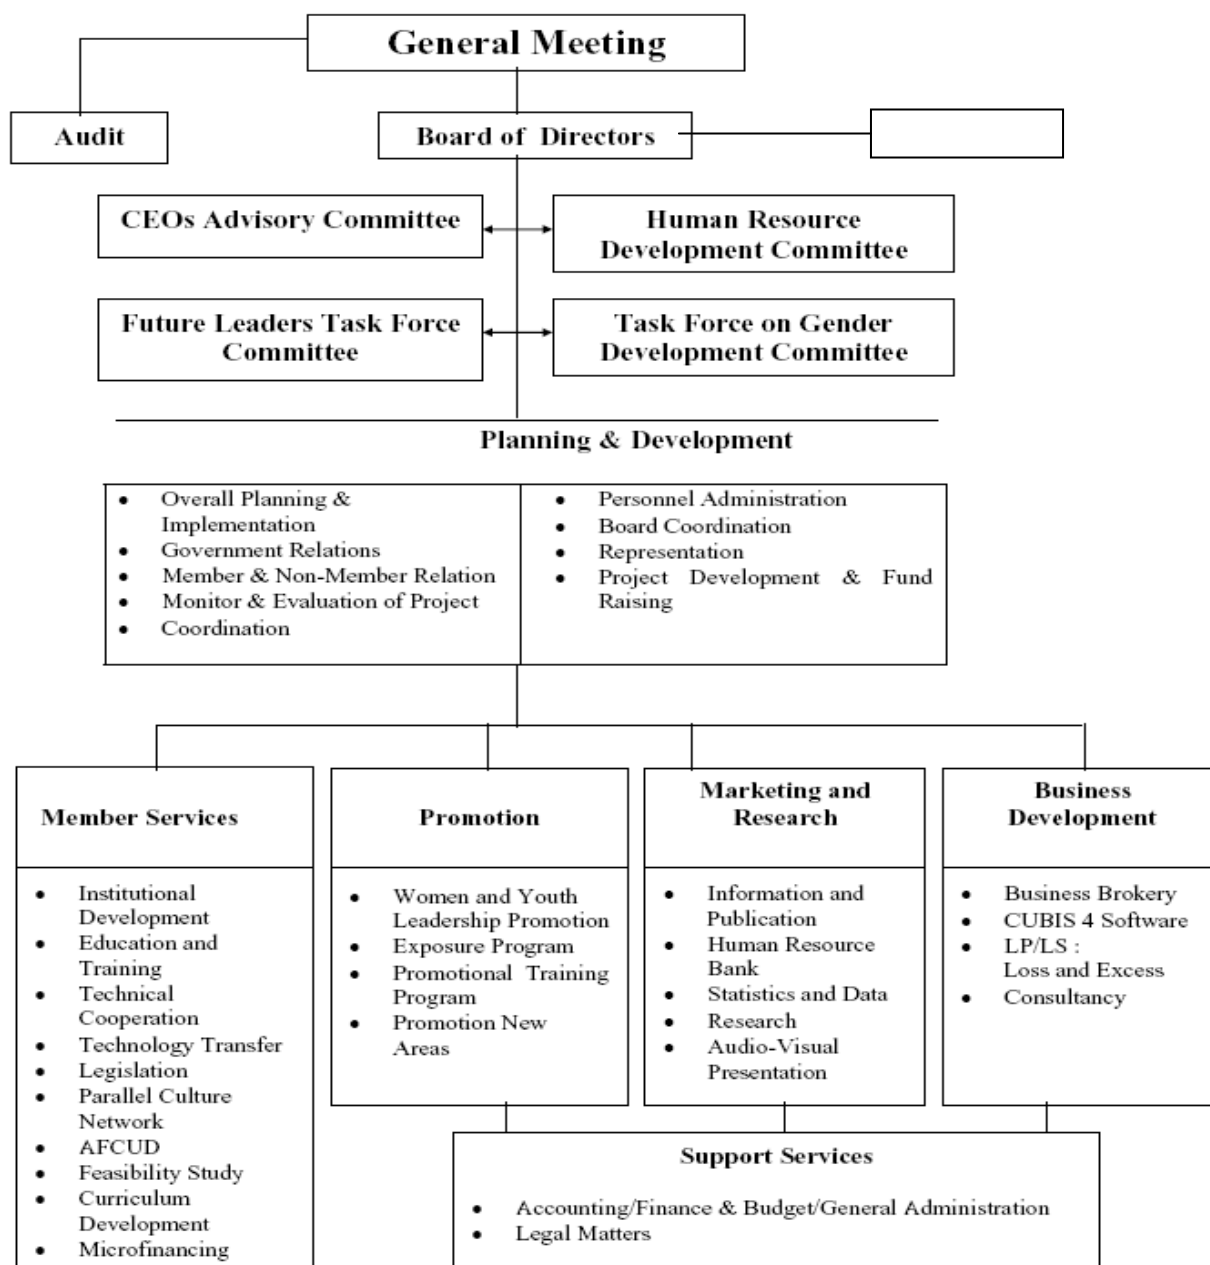 General Meeting
Audit
Board of Directors
CEOs Advisory Committee
Human Resource
Development Committee
Future Leaders Task Force
Committee
Task Force on Gender
Development Committee
Planning & Development
• Overall Planning &
Implementation
• Government Relations
• Member & Non-Member Relation
• Monitor & Evaluation of Project
• Coordination
• Personnel Administration
• Board Coordination
• Representation
• Project Development & Fund
Raising
Member Services
• Institutional
Development
• Education and
Training
• Technical
Cooperation
• Technology Transfer
• Legislation
• Parallel Culture
Network
• AFCUD
• Feasibility Study
• Curriculum
Development
• Microfinancing
Promotion
• Women and Youth
Leadership Promotion
• Exposure Program
• Promotional Training
Program
• Promotion New
Areas
Marketing and
Research
• Information and
Publication
• Human Resource
Bank
• Statistics and Data
• Research
• Audio-Visual
Presentation
Business
Development
• Business Brokery
• CUBIS 4 Software
• LP/LS :
Loss and Excess
• Consultancy
Support Services
• Accounting/Finance & Budget/General Administration
• Legal Matters